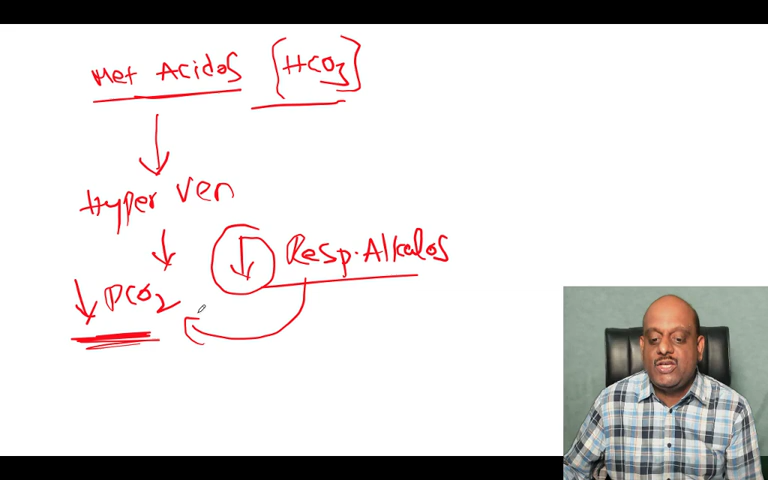 Met Acidos [HCO3]
↓
Hyper Ven
↓ ↓ Resp. Alkalos
↓ PCO2